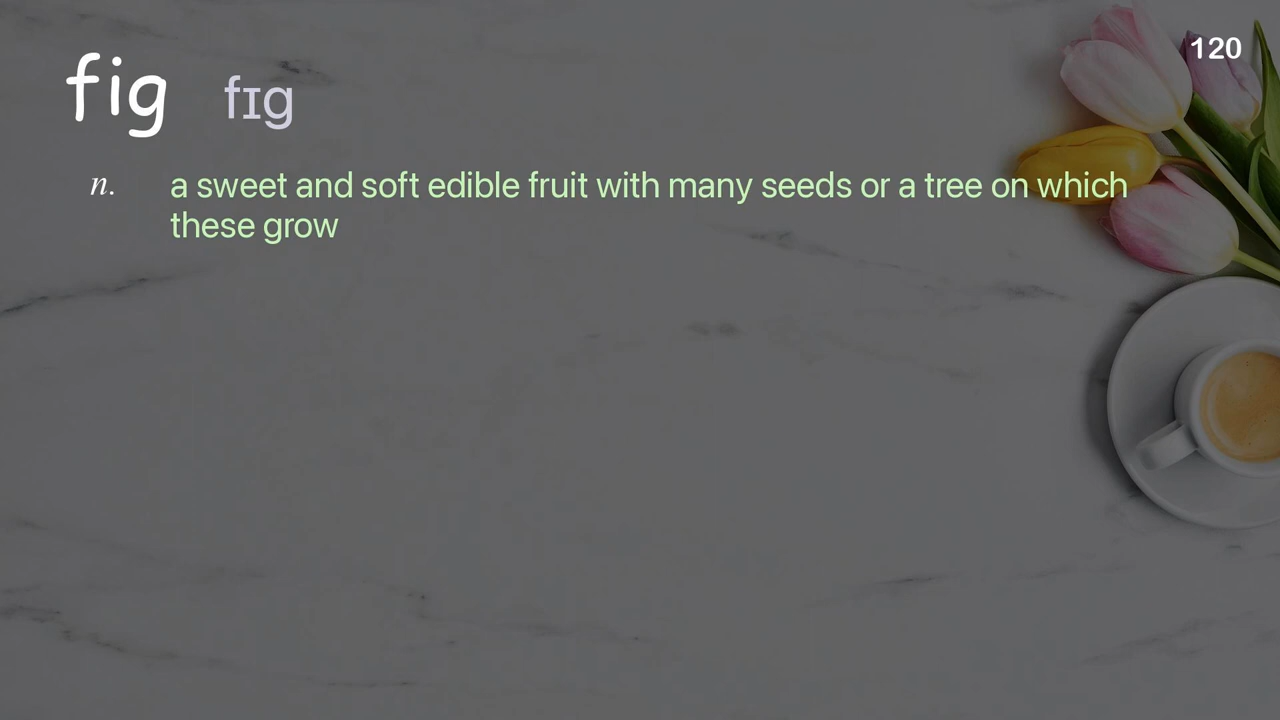 120
fig fɪg
n. a sweet and soft edible fruit with many seeds or a tree on which
these grow